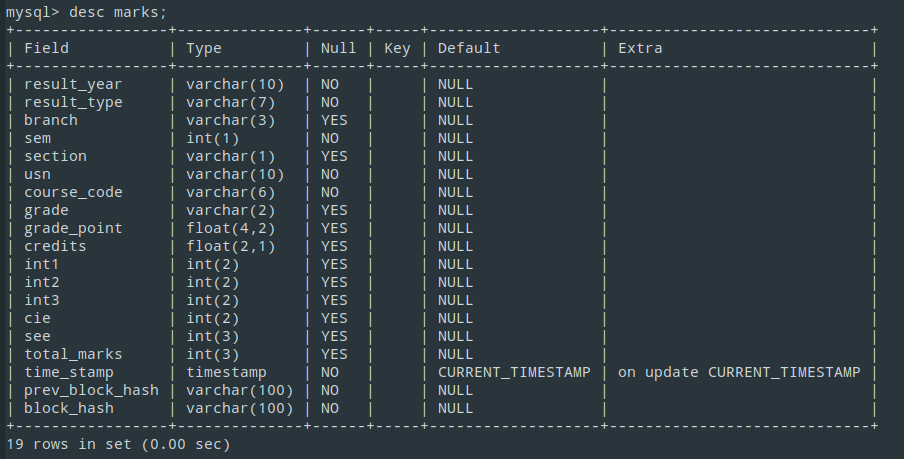 mysql> desc marks;
+-----------------+--------------+------+-----+-------------------+-----------------------------+
| Field           | Type         | Null | Key | Default           | Extra                       |
+-----------------+--------------+------+-----+-------------------+-----------------------------+
| result_year     | varchar(10)  | NO   |     | NULL              |                             |
| result_type     | varchar(7)   | NO   |     | NULL              |                             |
| branch          | varchar(3)   | YES  |     | NULL              |                             |
| sem             | int(1)       | NO   |     | NULL              |                             |
| section         | varchar(1)   | YES  |     | NULL              |                             |
| usn             | varchar(10)  | NO   |     | NULL              |                             |
| course_code     | varchar(6)   | NO   |     | NULL              |                             |
| grade           | varchar(2)   | YES  |     | NULL              |                             |
| grade_point     | float(4,2)   | YES  |     | NULL              |                             |
| credits         | float(2,1)   | YES  |     | NULL              |                             |
| int1            | int(2)       | YES  |     | NULL              |                             |
| int2            | int(2)       | YES  |     | NULL              |                             |
| int3            | int(2)       | YES  |     | NULL              |                             |
| cie             | int(2)       | YES  |     | NULL              |                             |
| see             | int(3)       | YES  |     | NULL              |                             |
| total_marks     | int(3)       | YES  |     | NULL              |                             |
| time_stamp      | timestamp    | NO   |     | CURRENT_TIMESTAMP | on update CURRENT_TIMESTAMP |
| prev_block_hash | varchar(100) | NO   |     | NULL              |                             |
| block_hash      | varchar(100) | NO   |     | NULL              |                             |
+-----------------+--------------+------+-----+-------------------+-----------------------------+
19 rows in set (0.00 sec)